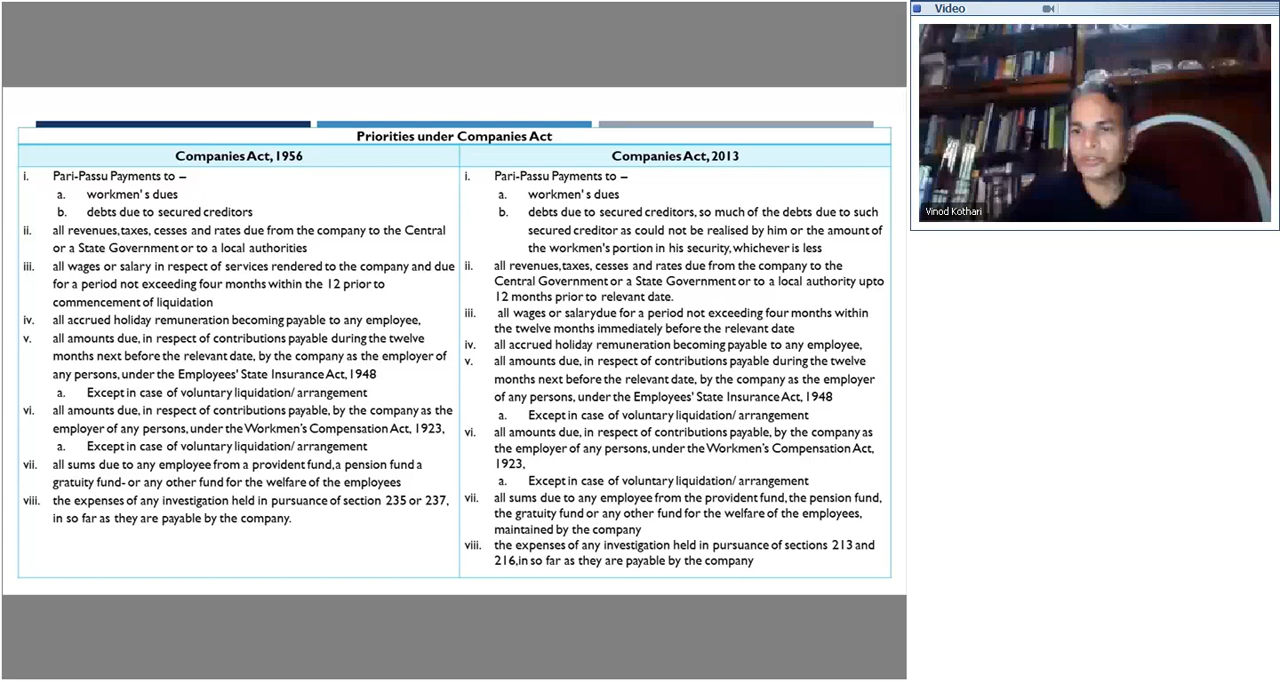 Video
Vinod Kothari
Priorities under Companies Act
Companies Act, 1956
i. Pari-Passu Payments to –
a. workmen' s dues
b. debts due to secured creditors
ii. all revenues,taxes, cesses and rates due from the company to the Central
or a State Government or to a local authorities
iii. all wages or salary in respect of services rendered to the company and due
for a period not exceeding four months within the 12 prior to
commencement of liquidation
iv. all accrued holiday remuneration becoming payable to any employee,
v. all amounts due, in respect of contributions payable during the twelve
months next before the relevant date, by the company as the employer of
any persons, under the Employees' State Insurance Act, 1948
a. Except in case of voluntary liquidation/ arrangement
vi. all amounts due, in respect of contributions payable, by the company as the
employer of any persons, under the Workmen's Compensation Act, 1923,
a. Except in case of voluntary liquidation/ arrangement
vii. all sums due to any employee from a provident fund, a pension fund a
gratuity fund- or any other fund for the welfare of the employees
viii. the expenses of any investigation held in pursuance of section 235 or 237,
in so far as they are payable by the company.
Companies Act, 2013
i. Pari-Passu Payments to –
a. workmen's dues
b. debts due to secured creditors, so much of the debts due to such
secured creditor as could not be realised by him or the amount of
the workmen's portion in his security, whichever is less
ii. all revenues,taxes, cesses and rates due from the company to the
Central Government or a State Government or to a local authority upto
12 months prior to relevant date.
iii. all wages or salarydue for a period not exceeding four months within
the twelve months immediately before the relevant date
iv. all accrued holiday remuneration becoming payable to any employee,
v. all amounts due, in respect of contributions payable during the twelve
months next before the relevant date, by the company as the employer
of any persons, under the Employees' State Insurance Act, 1948
a. Except in case of voluntary liquidation/ arrangement
vi. all amounts due, in respect of contributions payable, by the company as
the employer of any persons, under the Workmen's Compensation Act,
1923,
a. Except in case of voluntary liquidation/ arrangement
vii. all sums due to any employee from the provident fund, the pension fund,
the gratuity fund or any other fund for the welfare of the employees,
maintained by the company
viii. the expenses of any investigation held in pursuance of sections 213 and
216,in so far as they are payable by the company